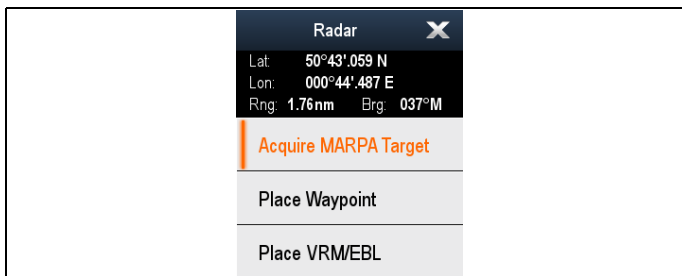 Radar X
Lat: 50°43'.059 N
Lon: 000°44'.487 E
Rng: 1.76nm Brg: 037°M
Acquire MARPA Target
Place Waypoint
Place VRM/EBL